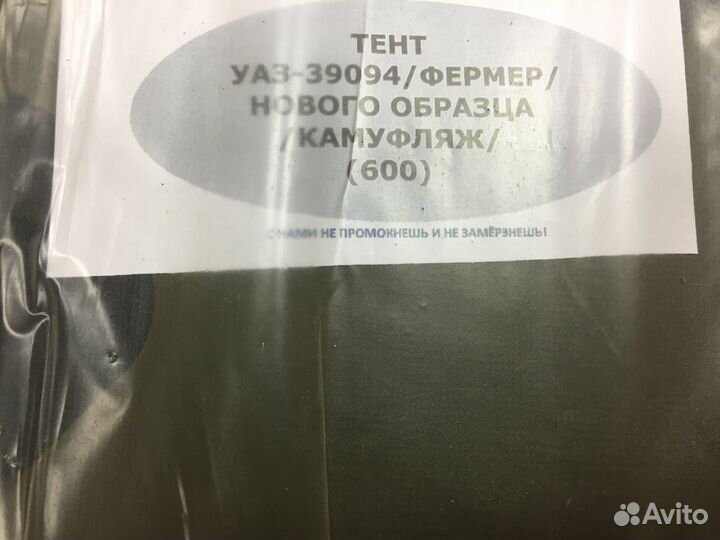 ТЕНТ
УАЗ-39094/ФЕРМЕР/
НОВОГО ОБРАЗЦА
/КАМУФЛЯЖ/
(600)
С НАМИ НЕ ПРОМОКНЕШЬ И НЕ ЗАМЁРЗНЕШЬ!
Avito